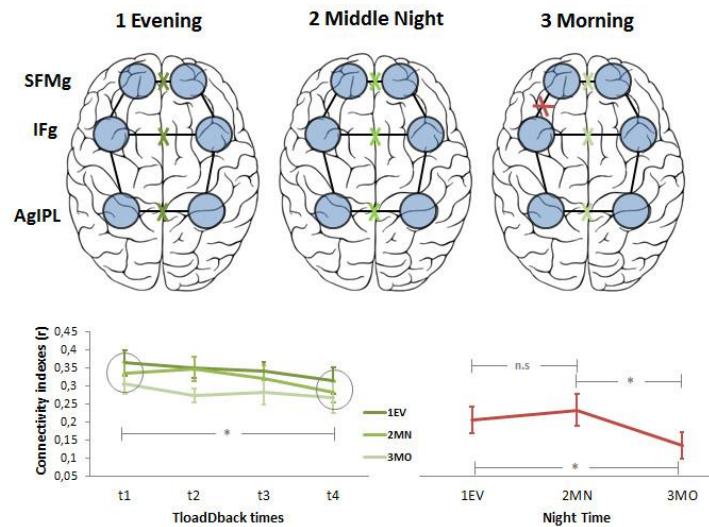 1 Evening
2 Middle Night
3 Morning
SFMg
IFg
AgIPL
Connectivity indexes (r)
0,45
0,4
0,35
0,3
0,25
0,2
0,15
0,1
0,05
*
t1
t2
t3
t4
TloadDback times
1EV
2MN
3MO
n.s
*
*
1EV
2MN
3MO
Night Time